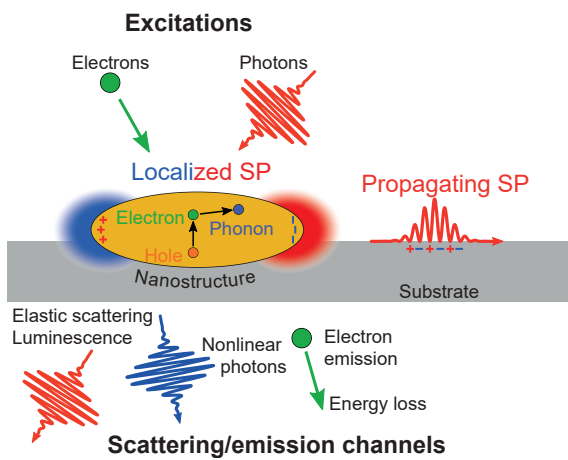 Excitations
Electrons
Photons
Localized SP
Propagating SP
Electron
Phonon
Hole
Nanostructure
+
+
+
- - -
+-+-+-
Substrate
Elastic scattering
Luminescence
Nonlinear
photons
Electron
emission
Energy loss
Scattering/emission channels